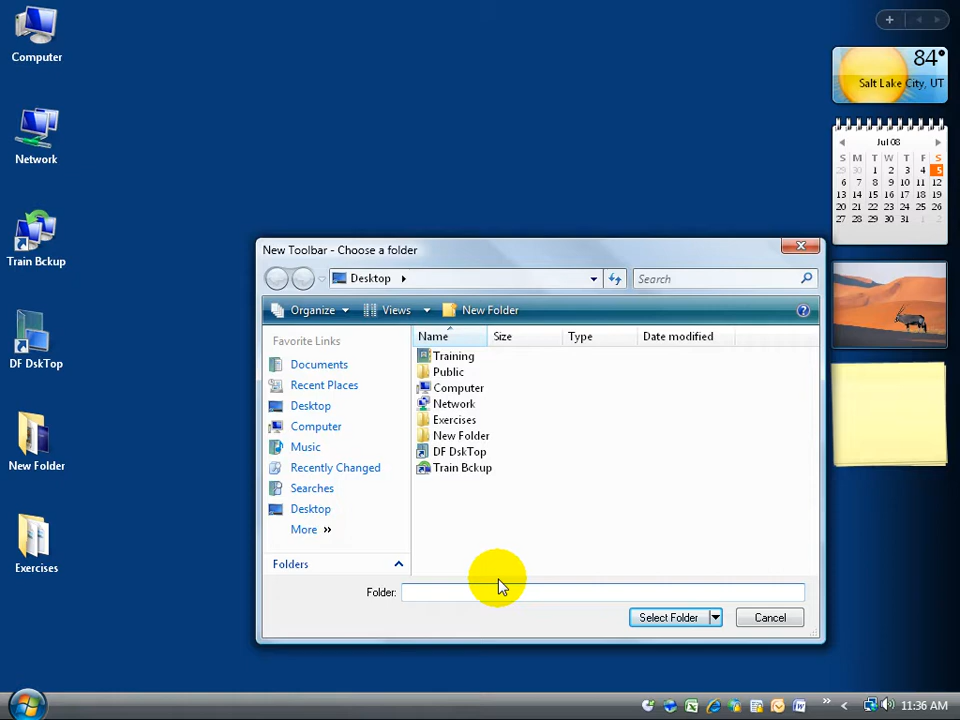 Computer
Network
Train Bckup
DF DskTop
New Folder
Exercises
84°
Salt Lake City, UT
Jul 08
S M T W T F S
29 30 1 2 3 4 5
6 7 8 9 10 11 12
13 14 15 16 17 18 19
20 21 22 23 24 25 26
27 28 29 30 31 1 2
New Toolbar - Choose a folder
Desktop
Search
Organize Views New Folder
Favorite Links
Documents
Recent Places
Desktop
Computer
Music
Recently Changed
Searches
Desktop
More »
Folders
Name Size Type Date modified
Training
Public
Computer
Network
Exercises
New Folder
DF DskTop
Train Bckup
Folder:
Select Folder Cancel
11:36 AM